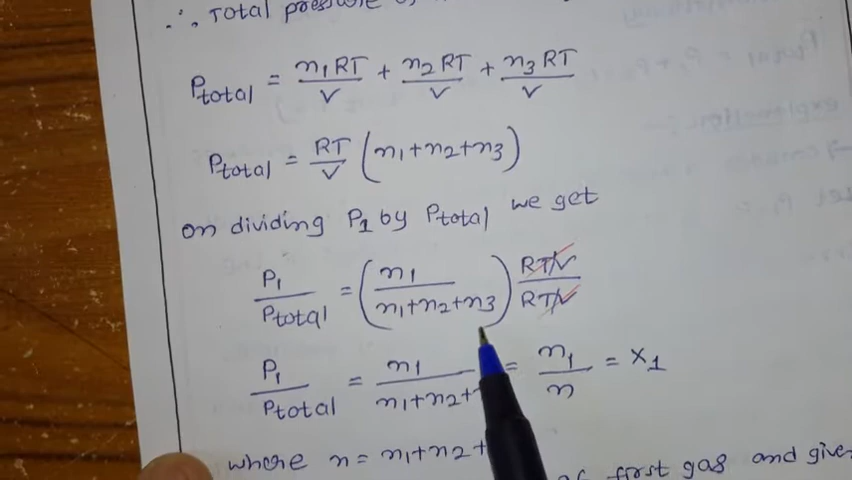 ∴ Total pressure
Ptotal = n₁RT/V + n₂RT/V + n₃RT/V
Ptotal = RT/V (n₁+n₂+n₃)
on dividing P₁ by Ptotal we get
P₁/Ptotal = (n₁/(n₁+n₂+n₃)) RT/V / RT/V
P₁/Ptotal = n₁/(n₁+n₂+ = n₁/n = x₁
where n = n₁+n₂+
of first gas and given